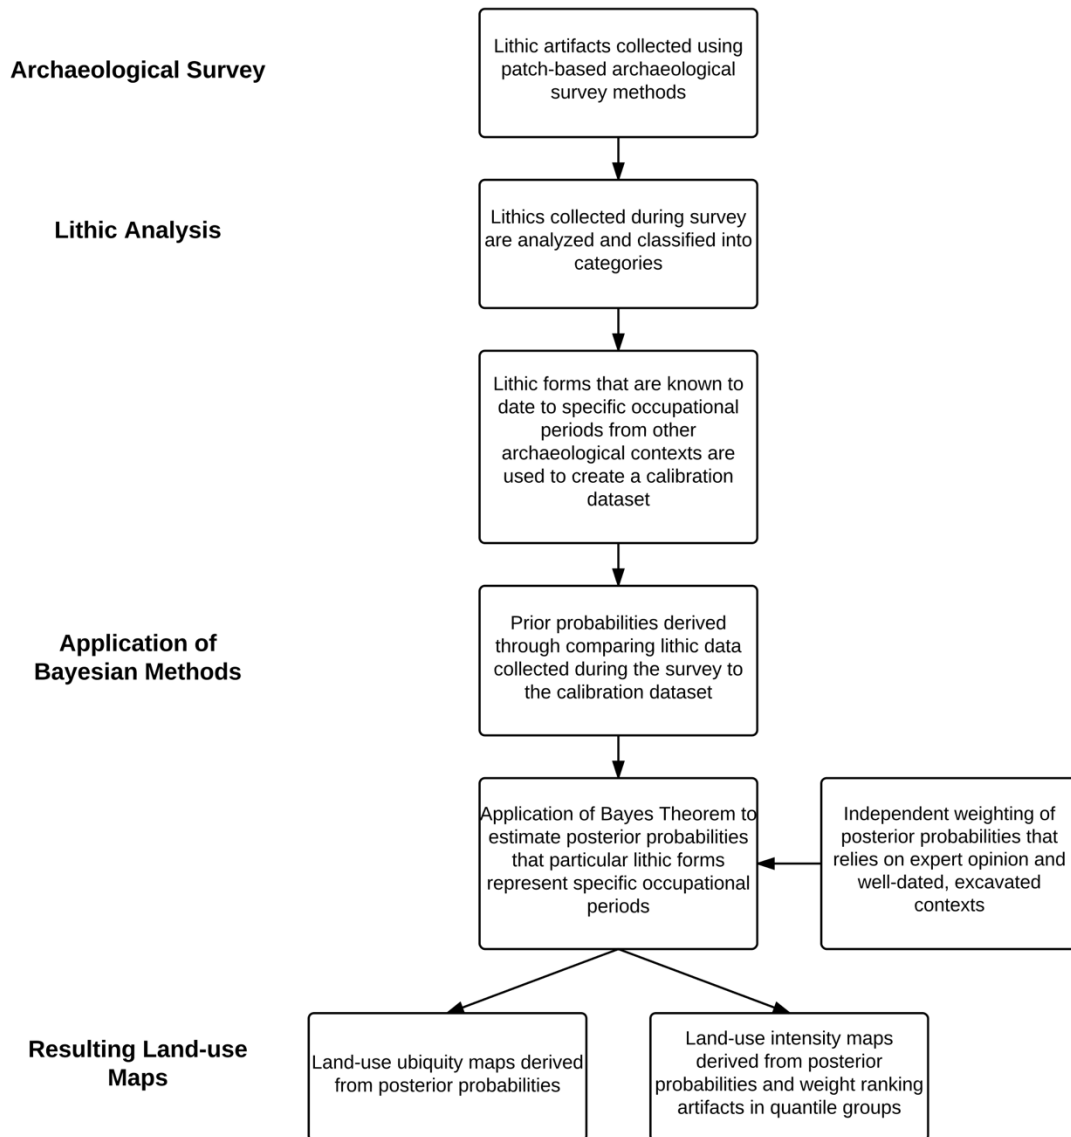 Archaeological Survey
Lithic artifacts collected using
patch-based archaeological
survey methods
Lithic Analysis
Lithics collected during survey
are analyzed and classified into
categories
Lithic forms that are known to
date to specific occupational
periods from other
archaeological contexts are
used to create a calibration
dataset
Application of
Bayesian Methods
Prior probabilities derived
through comparing lithic data
collected during the survey to
the calibration dataset
Application of Bayes Theorem to
estimate posterior probabilities
that particular lithic forms
represent specific occupational
periods
Independent weighting of
posterior probabilities that
relies on expert opinion and
well-dated, excavated
contexts
Resulting Land-use
Maps
Land-use ubiquity maps derived
from posterior probabilities
Land-use intensity maps
derived from posterior
probabilities and weight ranking
artifacts in quantile groups